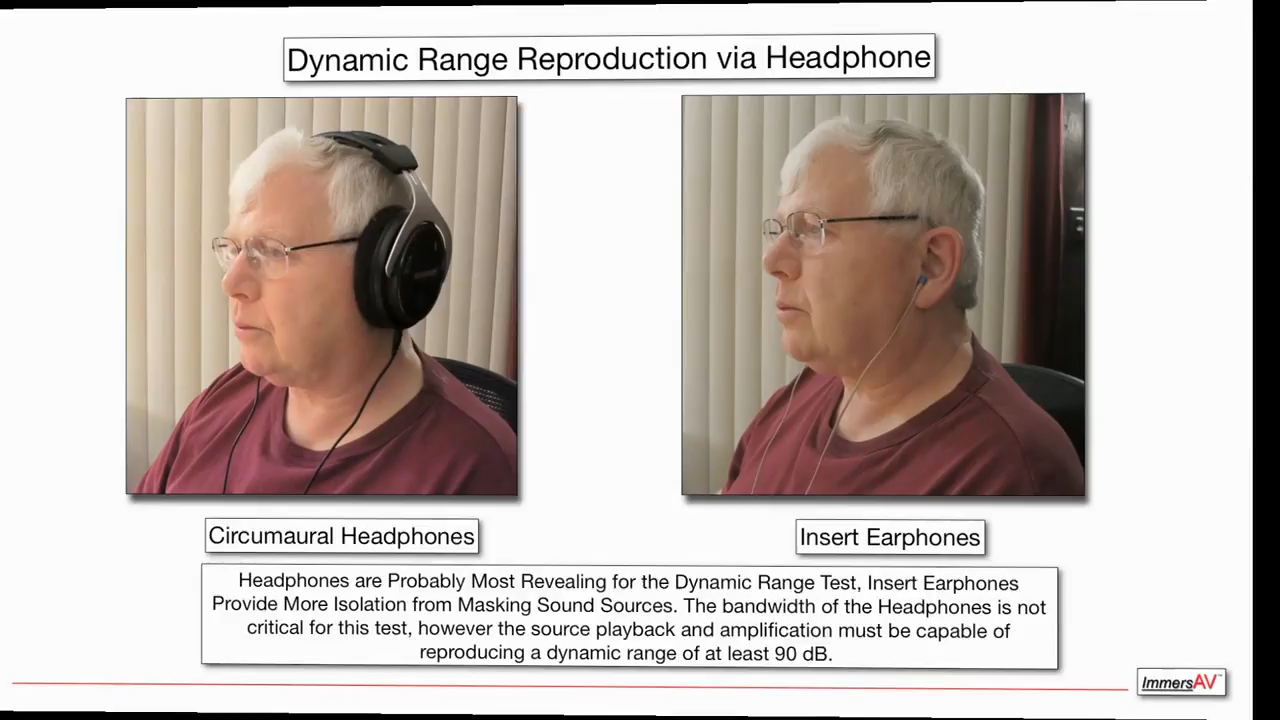 Dynamic Range Reproduction via Headphone
Circumaural Headphones
Insert Earphones
Headphones are Probably Most Revealing for the Dynamic Range Test, Insert Earphones
Provide More Isolation from Masking Sound Sources. The bandwidth of the Headphones is not
critical for this test, however the source playback and amplification must be capable of
reproducing a dynamic range of at least 90 dB.
ImmersAV™